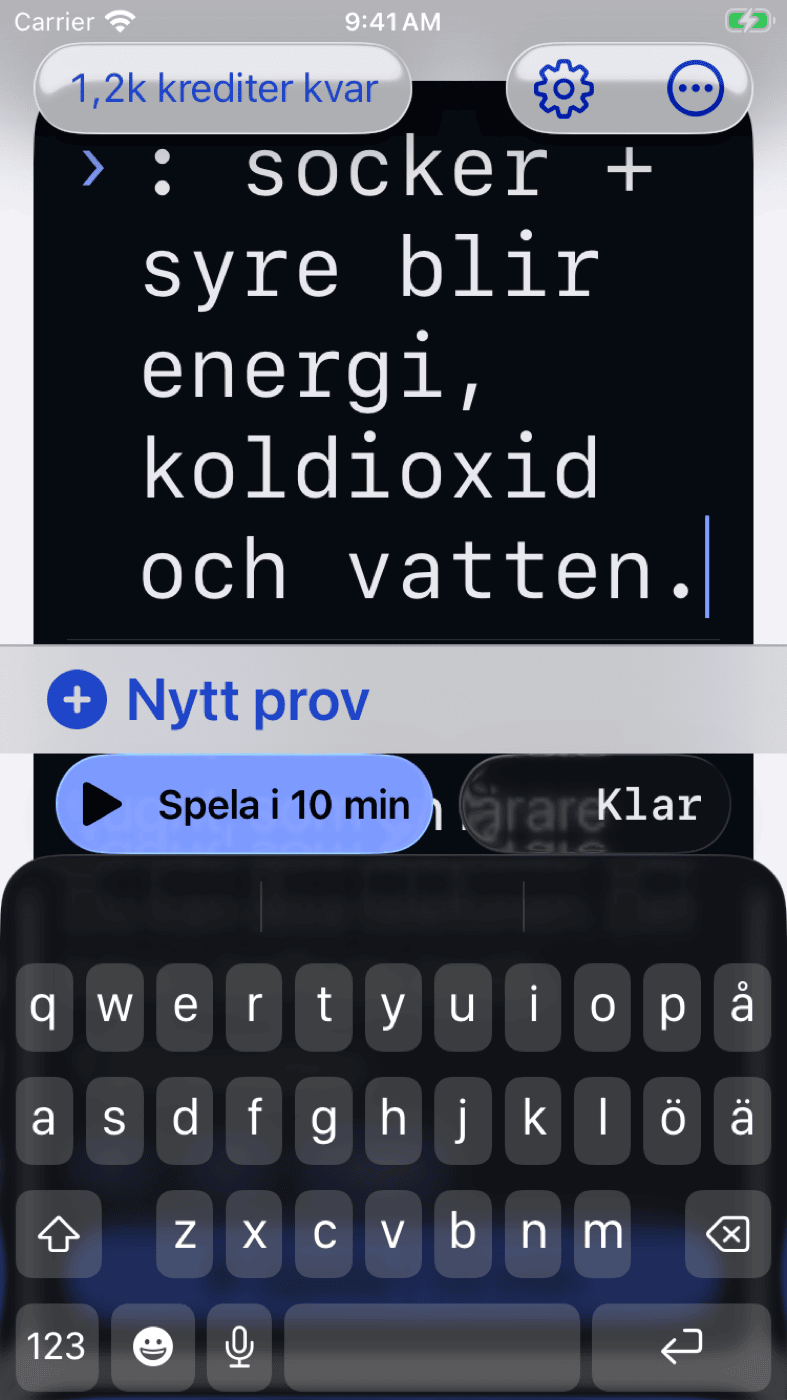 Carrier 9:41 AM
1,2k krediter kvar
› : socker +
syre blir
energi,
koldioxid
och vatten.
Nytt prov
Spela i 10 min Klar
q w e r t y u i o p å
a s d f g h j k l ö ä
z x c v b n m
123